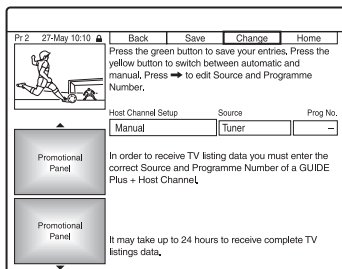 Pr 2 27-May 10:10
Back Save Change Home
Press the green button to save your entries. Press the
yellow button to switch between automatic and
manual. Press ➡ to edit Source and Programme
Number.
Host Channel Setup Source Prog No.
Manual Tuner –
Promotional
Panel
In order to receive TV listing data you must enter the
correct Source and Programme Number of a GUIDE
Plus + Host Channel.
Promotional
Panel
It may take up to 24 hours to receive complete TV
listings data.